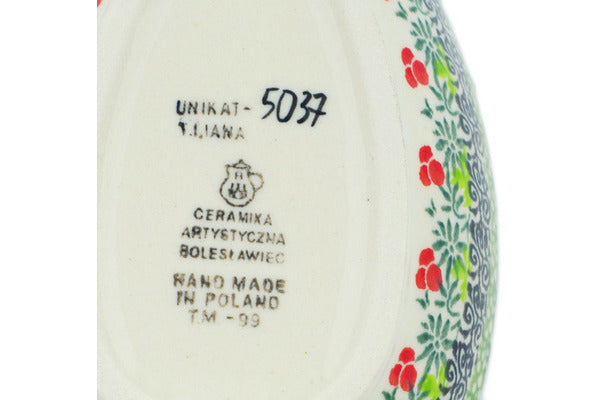 UNIKAT - 5037
T.LIANA
CERAMIKA
ARTYSTYCZNA
BOLESŁAWIEC
HAND MADE
IN POLAND
T.M - 99